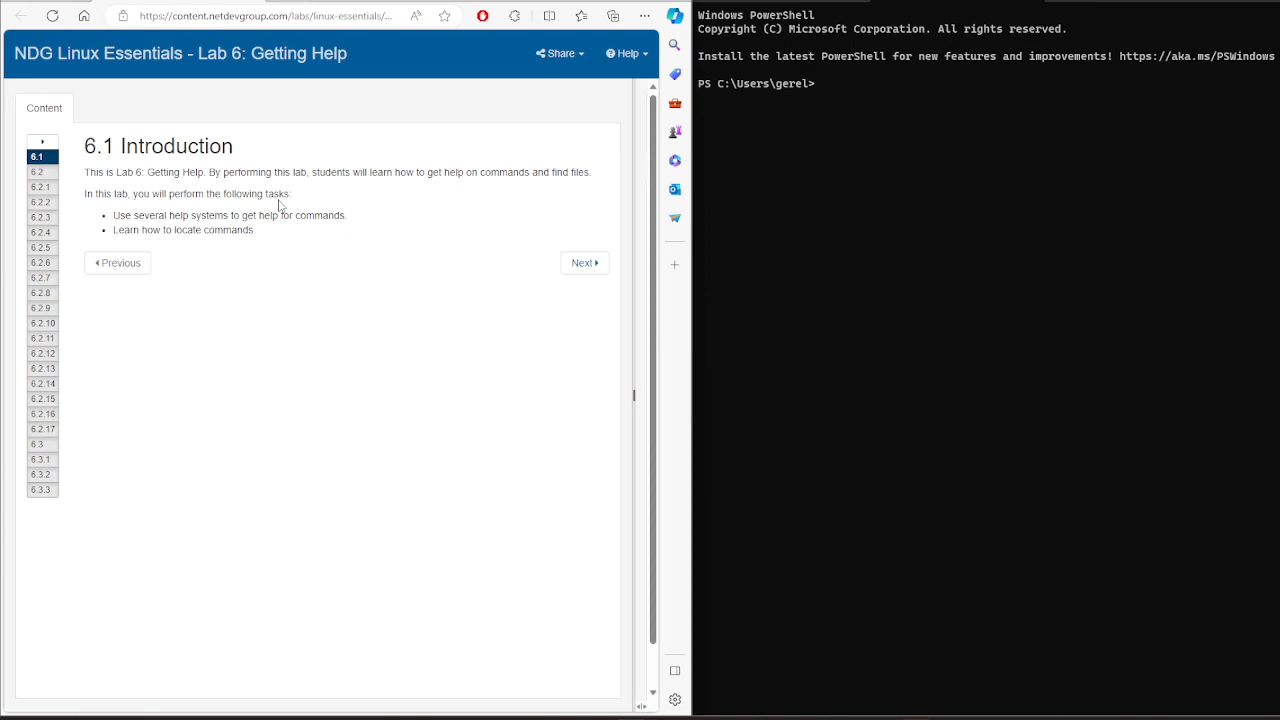 https://content.netdevgroup.com/labs/linux-essentials/...
NDG Linux Essentials - Lab 6: Getting Help
Share
Help
Content
6.1
6.2
6.2.1
6.2.2
6.2.3
6.2.4
6.2.5
6.2.6
6.2.7
6.2.8
6.2.9
6.2.10
6.2.11
6.2.12
6.2.13
6.2.14
6.2.15
6.2.16
6.2.17
6.3
6.3.1
6.3.2
6.3.3
6.1 Introduction
This is Lab 6: Getting Help. By performing this lab, students will learn how to get help on commands and find files.
In this lab, you will perform the following tasks:
• Use several help systems to get help for commands.
• Learn how to locate commands.
Previous
Next
Windows PowerShell
Copyright (C) Microsoft Corporation. All rights reserved.
Install the latest PowerShell for new features and improvements! https://aka.ms/PSWindows
PS C:\Users\gerel>